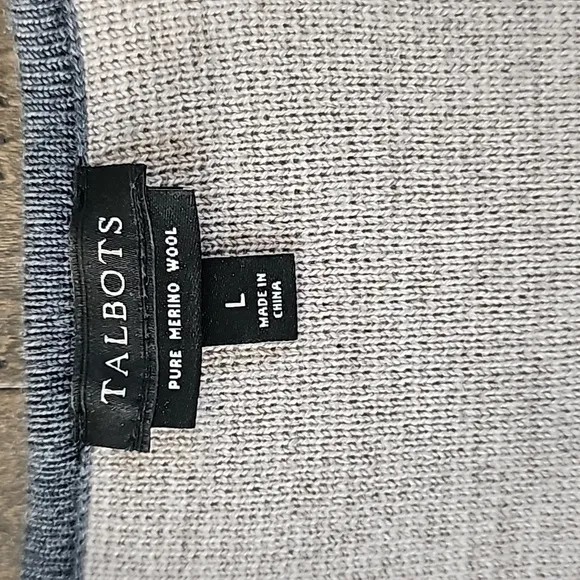 TALBOTS
PURE MERINO WOOL
L
MADE IN
CHINA